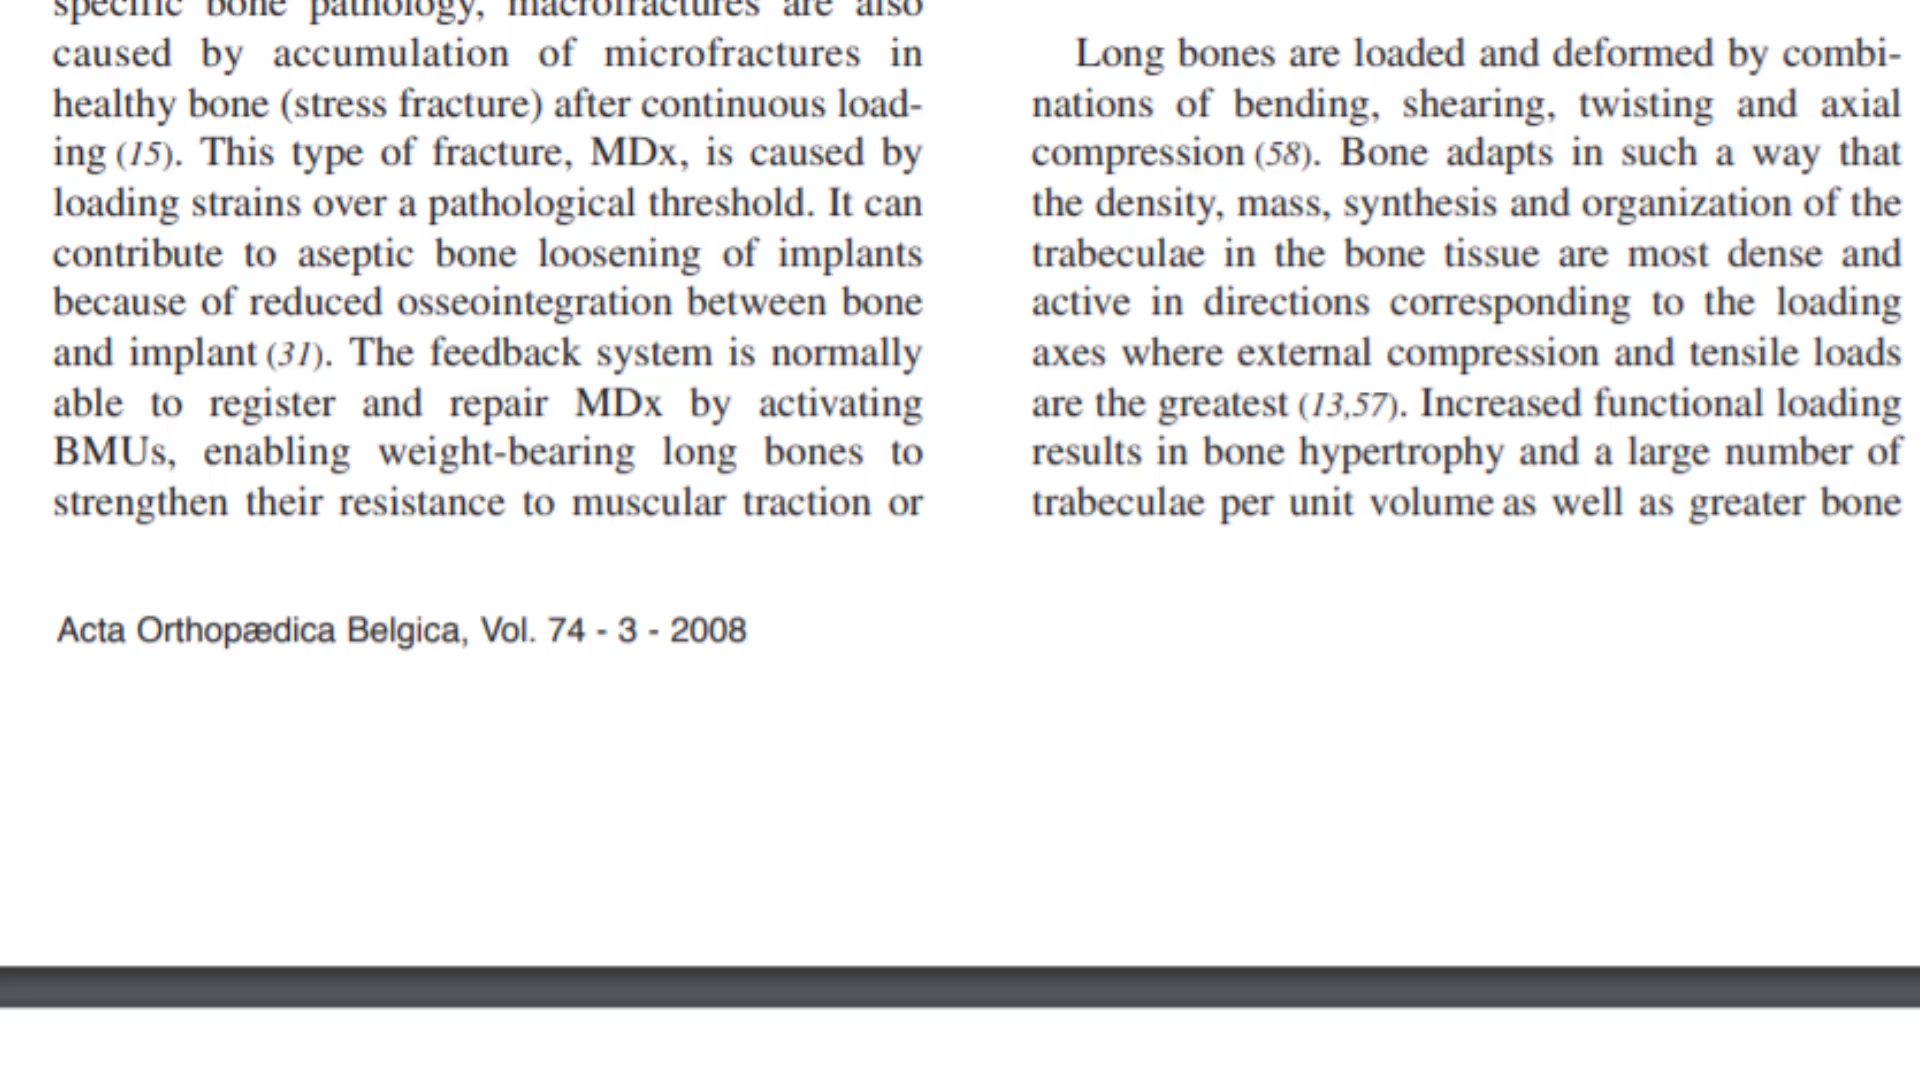 specific bone pathology, macrofractures are also
caused by accumulation of microfractures in
healthy bone (stress fracture) after continuous load-
ing (15). This type of fracture, MDx, is caused by
loading strains over a pathological threshold. It can
contribute to aseptic bone loosening of implants
because of reduced osseointegration between bone
and implant (31). The feedback system is normally
able to register and repair MDx by activating
BMUs, enabling weight-bearing long bones to
strengthen their resistance to muscular traction or
Long bones are loaded and deformed by combi-
nations of bending, shearing, twisting and axial
compression (58). Bone adapts in such a way that
the density, mass, synthesis and organization of the
trabeculae in the bone tissue are most dense and
active in directions corresponding to the loading
axes where external compression and tensile loads
are the greatest (13,57). Increased functional loading
results in bone hypertrophy and a large number of
trabeculae per unit volume as well as greater bone
Acta Orthopædica Belgica, Vol. 74 - 3 - 2008